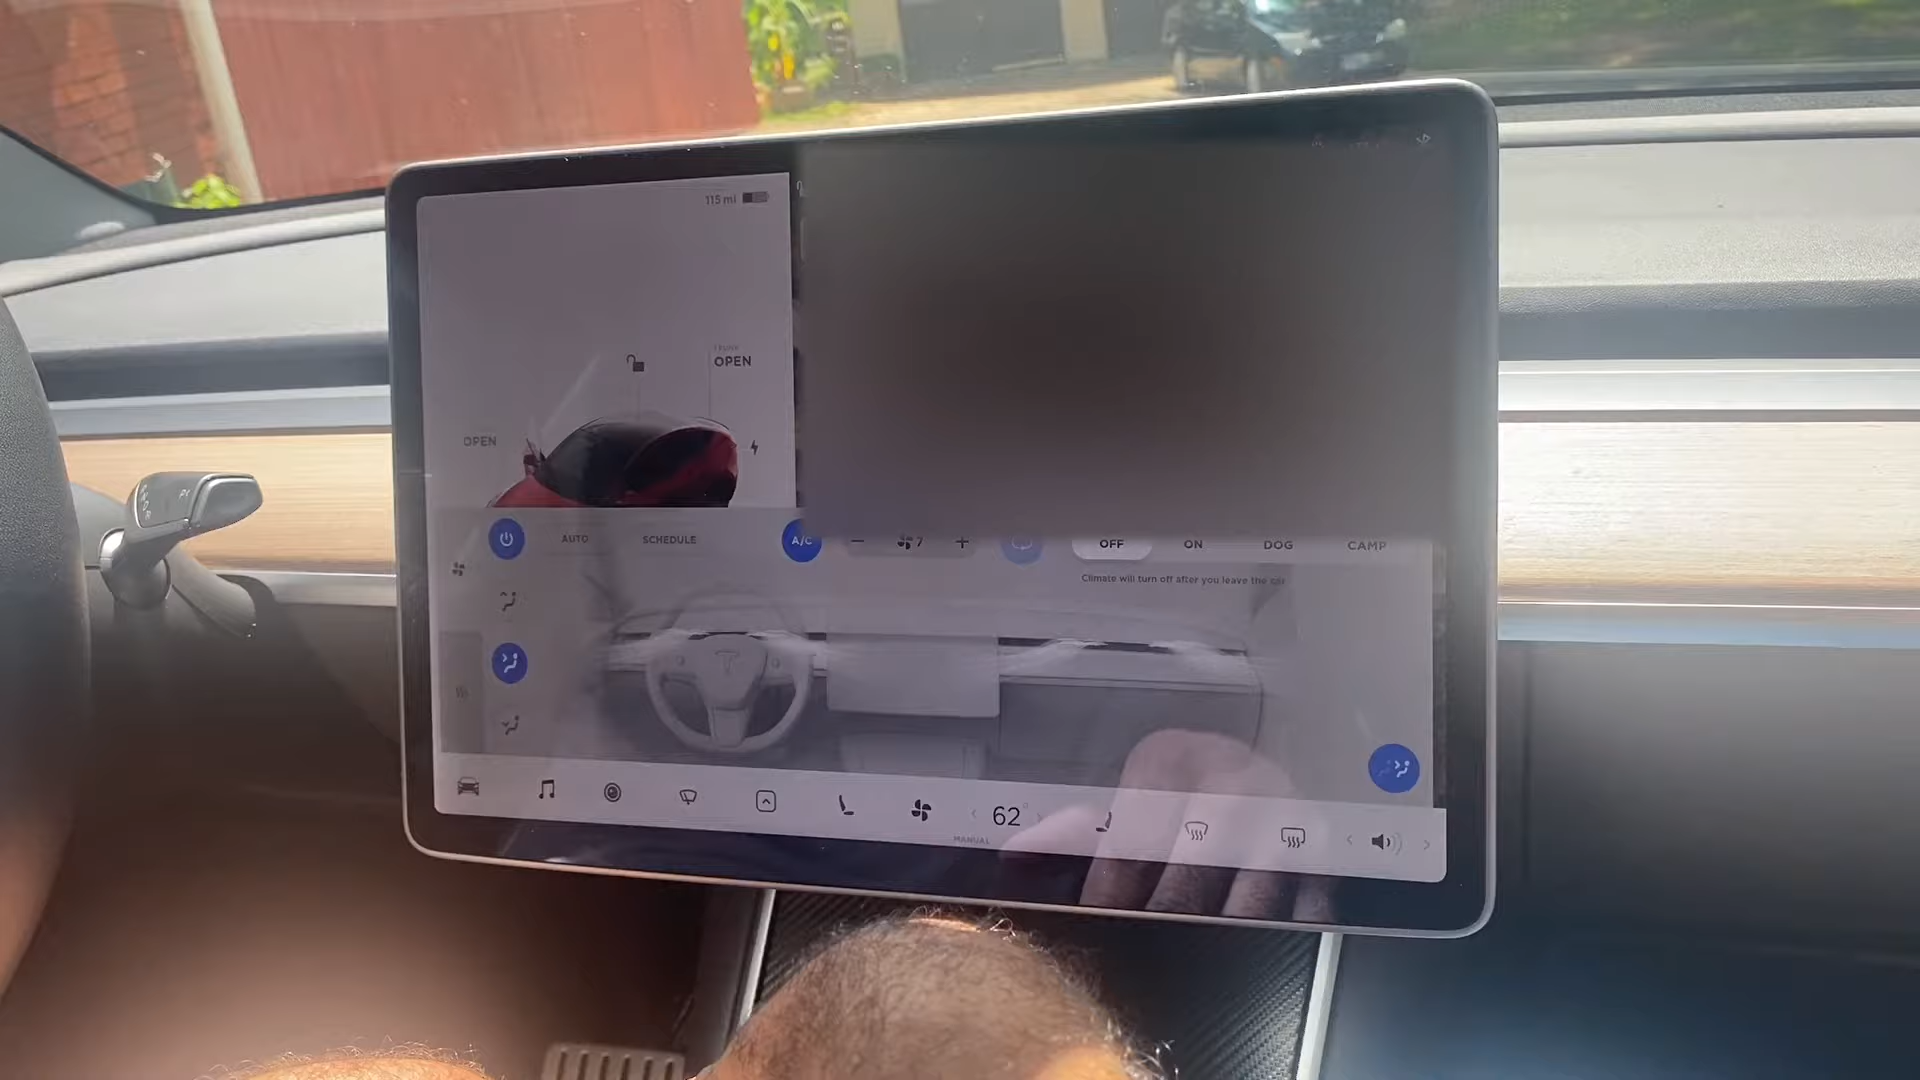 115 mi
OPEN
OPEN
AUTO
SCHEDULE
A/C
7
OFF
ON
DOG
CAMP
Climate will turn off after you leave the car
62°
MANUAL